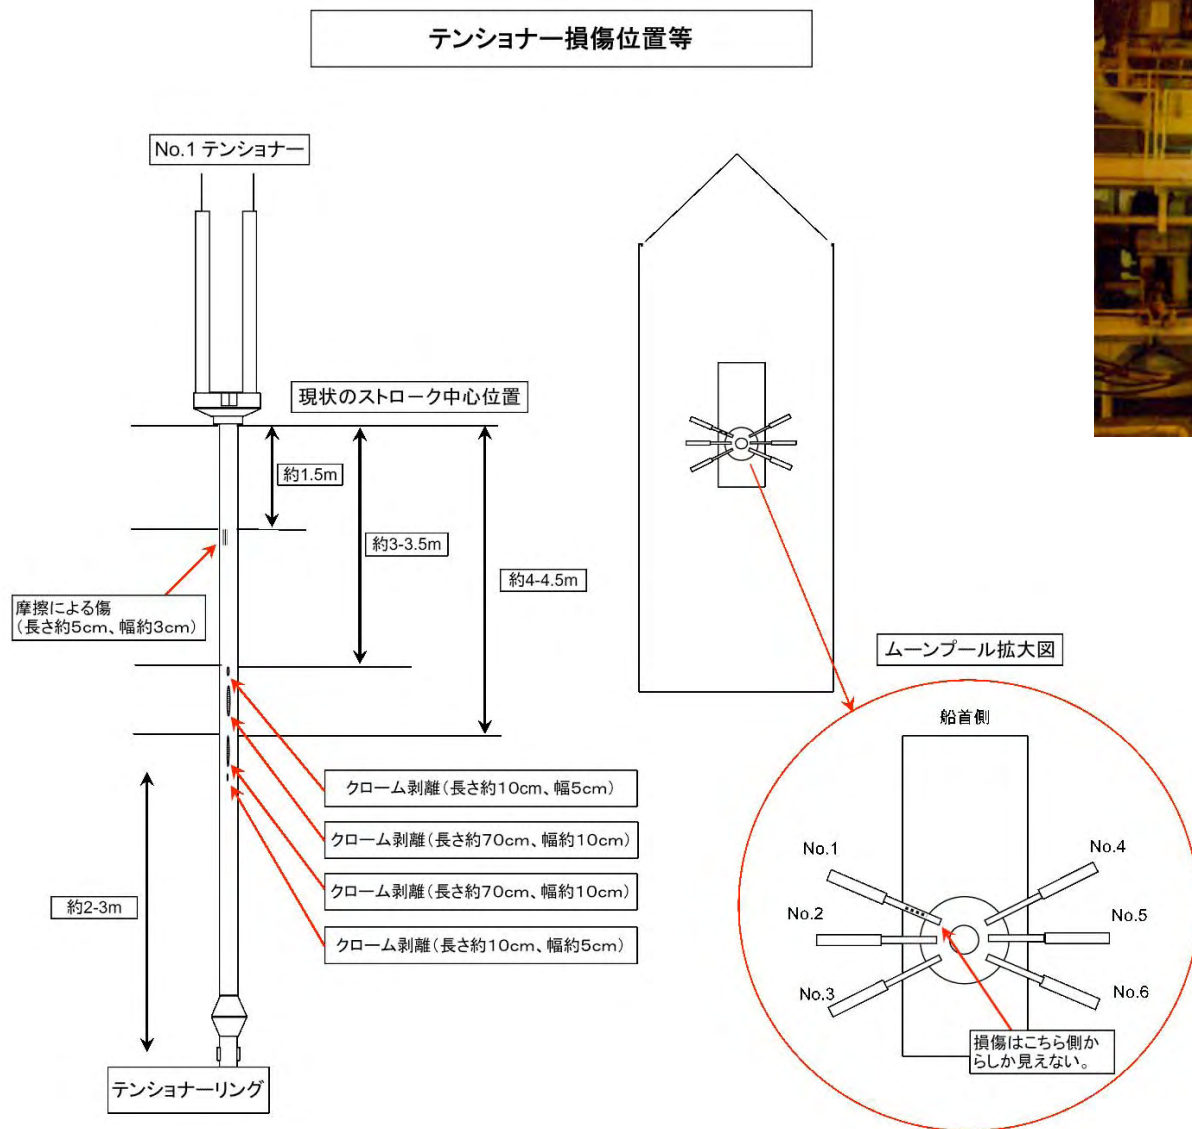 テンショナー損傷位置等
No.1 テンショナー
現状のストローク中心位置
約1.5m
約3-3.5m
約4-4.5m
摩擦による傷
(長さ約5cm、幅約3cm)
クローム剥離(長さ約10cm、幅5cm)
クローム剥離(長さ約70cm、幅約10cm)
クローム剥離(長さ約70cm、幅約10cm)
クローム剥離(長さ約10cm、幅約5cm)
約2-3m
テンショナーリング
ムーンプール拡大図
船首側
No.1
No.4
No.2
No.5
No.3
No.6
損傷はこちら側か
らしか見えない。